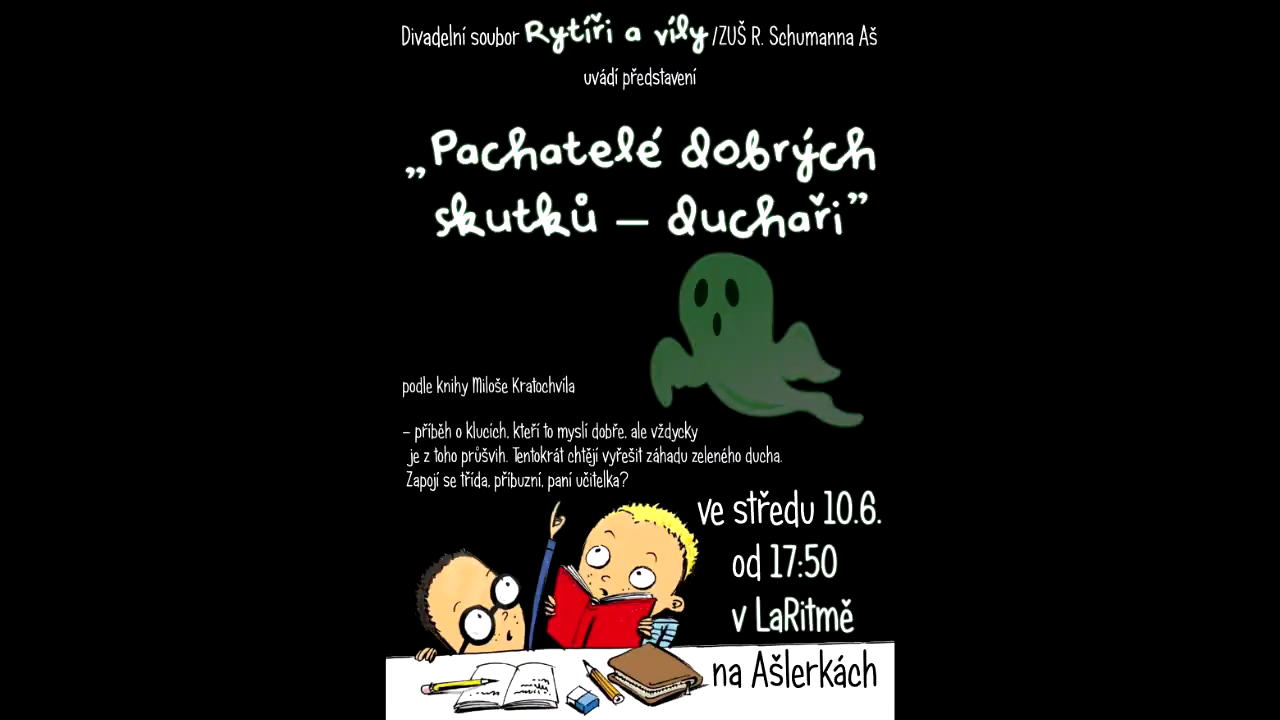 Divadelní soubor Rytíři a víly /ZUŠ R. Schumanna Aš
uvádí představení
„Pachatelé dobrých
skutků – duchaři”
podle knihy Miloše Kratochvíla
– příběh o klucích, kteří to myslí dobře, ale vždycky
je z toho průšvih. Tentokrát chtějí vyřešit záhadu zeleného ducha.
Zapojí se třída, příbuzní, paní učitelka?
ve středu 10.6.
od 17:50
v LaRitmě
na Ašlerkách